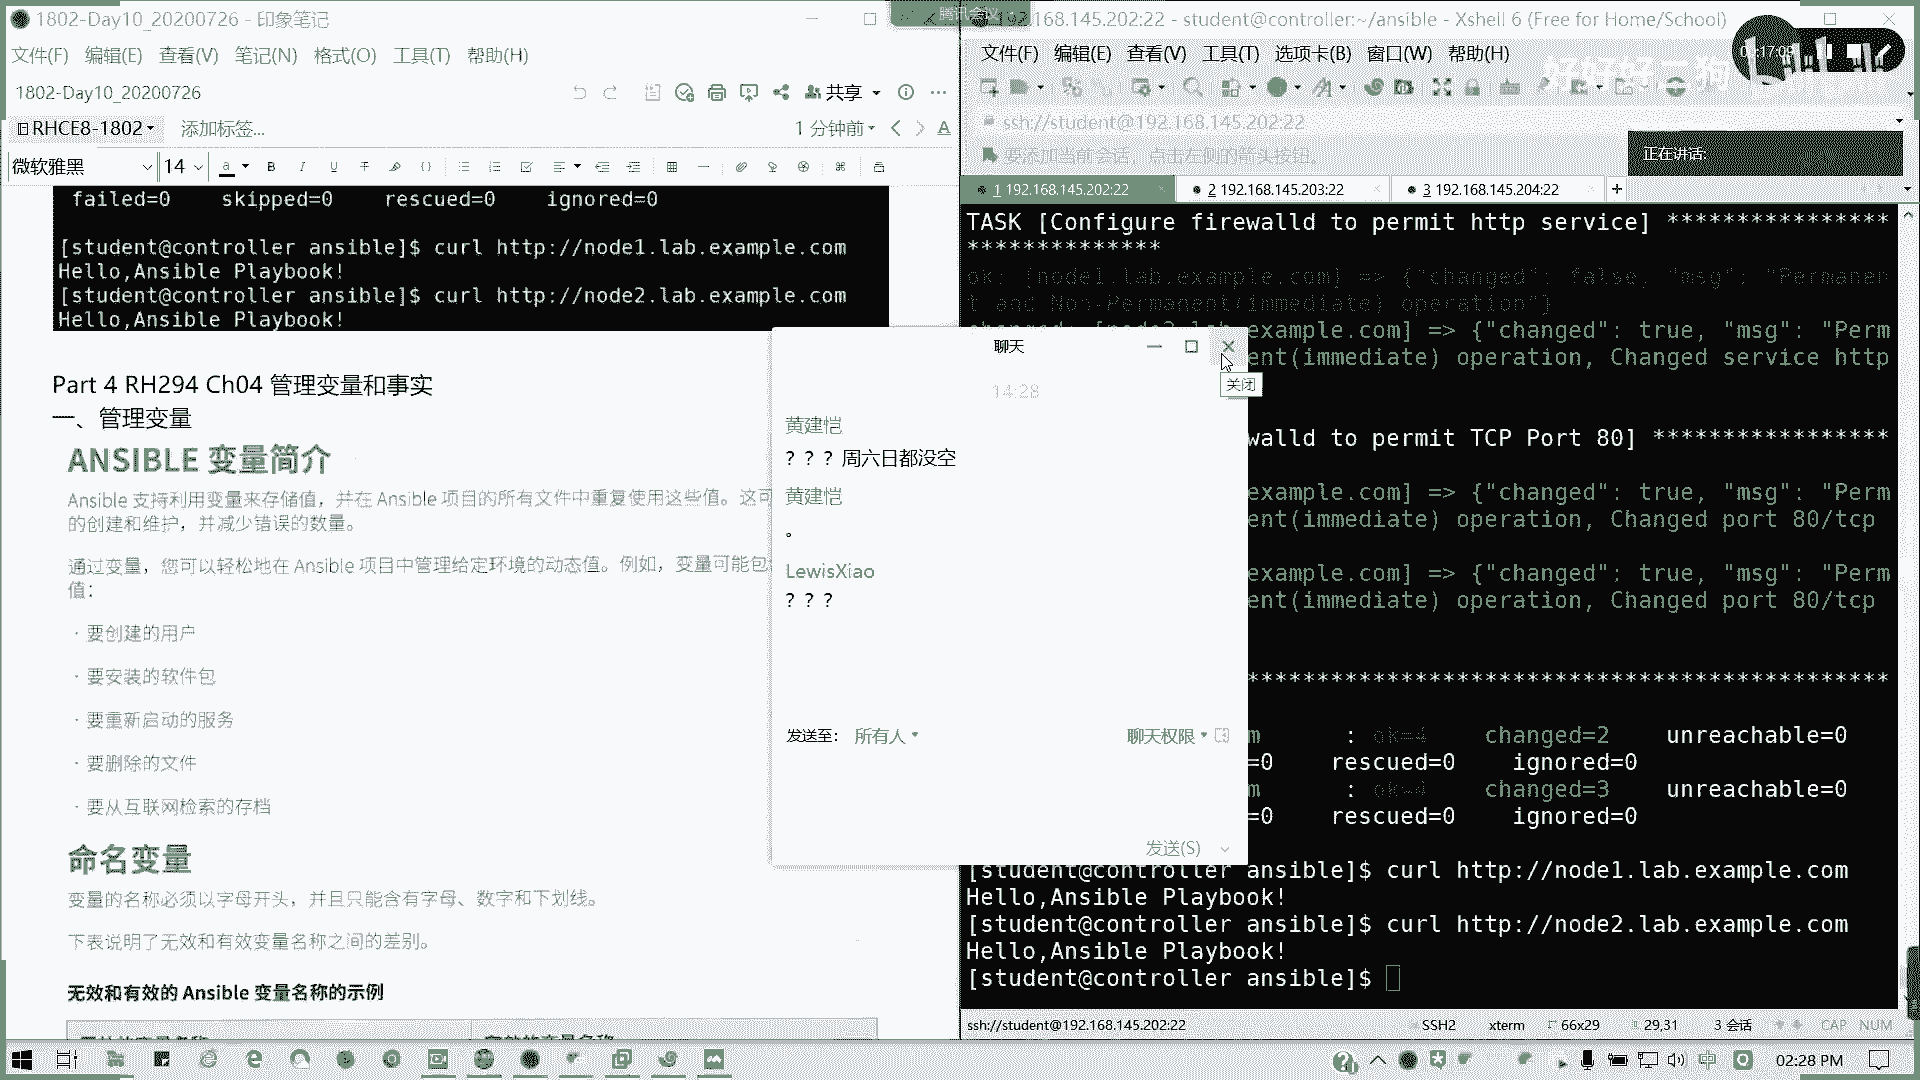 1802-Day10_20200726 - 印象笔记
文件(F) 编辑(E) 查看(V) 笔记(N) 格式(O) 工具(T) 帮助(H)
1802-Day10_20200726
共享
RHCE8-1802
添加标签...
1 分钟前
微软雅黑
14
failed=0 skipped=0 rescued=0 ignored=0
[student@controller ansible]$ curl http://node1.lab.example.com
Hello,Ansible Playbook!
[student@controller ansible]$ curl http://node2.lab.example.com
Hello,Ansible Playbook!
Part 4 RH294 Ch04 管理变量和事实
一、管理变量
ANSIBLE 变量简介
Ansible 支持利用变量来存储值，并在 Ansible 项目的所有文件中重复使用这些值。这可
的创建和维护，并减少错误的数量。
通过变量，您可以轻松地在 Ansible 项目中管理给定环境的动态值。例如，变量可能包
值：
· 要创建的用户
· 要安装的软件包
· 要重新启动的服务
· 要删除的文件
· 要从互联网检索的存档
命名变量
变量的名称必须以字母开头，并且只能含有字母、数字和下划线。
下表说明了无效和有效变量名称之间的差别。
无效和有效的 Ansible 变量名称的示例
腾讯会议
192.168.145.202:22 - student@controller:~/ansible - Xshell 6 (Free for Home/School)
文件(F) 编辑(E) 查看(V) 工具(T) 选项卡(B) 窗口(W) 帮助(H)
好好好二狗
ssh://student@192.168.145.202:22
要添加当前会话，点击左侧的箭头按钮。
正在讲话:
1 192.168.145.202:22
2 192.168.145.203:22
3 192.168.145.204:22
TASK [Configure firewalld to permit http service] *****************
**************
ok: [node1.lab.example.com] => {"changed": false, "msg": "Permanen
t and Non-Permanent(immediate) operation"}
example.com] => {"changed": true, "msg": "Perm
ent(immediate) operation, Changed service http
walld to permit TCP Port 80] *****************
example.com] => {"changed": true, "msg": "Perm
ent(immediate) operation, Changed port 80/tcp
example.com] => {"changed": true, "msg": "Perm
ent(immediate) operation, Changed port 80/tcp
**********************************************
m : ok=4 changed=2 unreachable=0
=0 rescued=0 ignored=0
m : ok=4 changed=3 unreachable=0
=0 rescued=0 ignored=0
[student@controller ansible]$ curl http://node1.lab.example.com
Hello,Ansible Playbook!
[student@controller ansible]$ curl http://node2.lab.example.com
Hello,Ansible Playbook!
[student@controller ansible]$
聊天
关闭
14:28
黄建恺
？？？周六日都没空
黄建恺
。
LewisXiao
？？？
发送至: 所有人
聊天权限
发送(S)
ssh://student@192.168.145.202:22
SSH2 xterm 66x29 29,31 3 会话 CAP NUM
中
02:28 PM